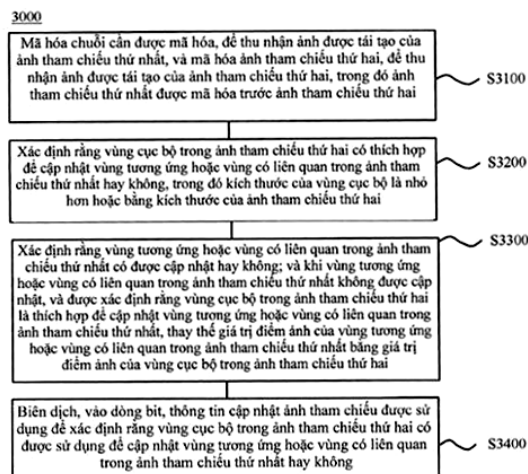 3000
Mã hóa chuỗi cần được mã hóa, để thu nhận ảnh được tái tạo của
ảnh tham chiếu thứ nhất, và mã hóa ảnh tham chiếu thứ hai, để thu
nhận ảnh được tái tạo của ảnh tham chiếu thứ hai, trong đó ảnh
tham chiếu thứ nhất được mã hóa trước ảnh tham chiếu thứ hai
S3100
Xác định rằng vùng cục bộ trong ảnh tham chiếu thứ hai có thích hợp
để cập nhật vùng tương ứng hoặc vùng có liên quan trong ảnh tham
chiếu thứ nhất hay không, trong đó kích thước của vùng cục bộ là nhỏ
hơn hoặc bằng kích thước của ảnh tham chiếu thứ hai
S3200
Xác định rằng vùng tương ứng hoặc vùng có liên quan trong ảnh tham
chiếu thứ nhất có được cập nhật hay không; và khi vùng tương ứng
hoặc vùng có liên quan trong ảnh tham chiếu thứ nhất không được cập
nhật, và được xác định rằng vùng cục bộ trong ảnh tham chiếu thứ hai
là thích hợp để cập nhật vùng tương ứng hoặc vùng có liên quan trong
ảnh tham chiếu thứ nhất, thay thế giá trị điểm ảnh của vùng tương ứng
hoặc vùng có liên quan trong ảnh tham chiếu thứ nhất bằng giá trị
điểm ảnh của vùng cục bộ trong ảnh tham chiếu thứ hai
S3300
Biên dịch, vào dòng bit, thông tin cập nhật ảnh tham chiếu được sử
dụng để xác định rằng vùng cục bộ trong ảnh tham chiếu thứ hai có
được sử dụng để cập nhật vùng tương ứng hoặc vùng có liên quan
trong ảnh tham chiếu thứ nhất hay không
S3400